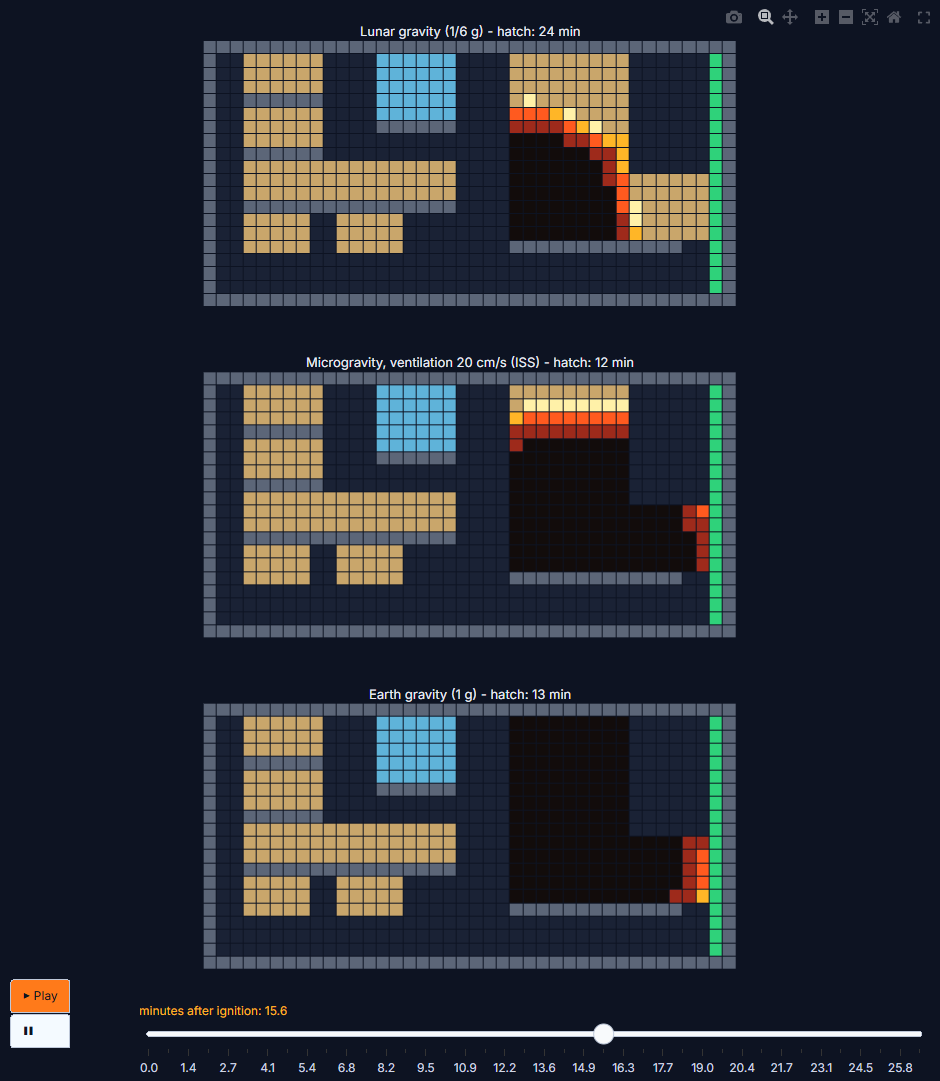 Lunar gravity (1/6 g) - hatch: 24 min
Microgravity, ventilation 20 cm/s (ISS) - hatch: 12 min
Earth gravity (1 g) - hatch: 13 min
Play
minutes after ignition: 15.6
0.0 1.4 2.7 4.1 5.4 6.8 8.2 9.5 10.9 12.2 13.6 14.9 16.3 17.7 19.0 20.4 21.7 23.1 24.5 25.8